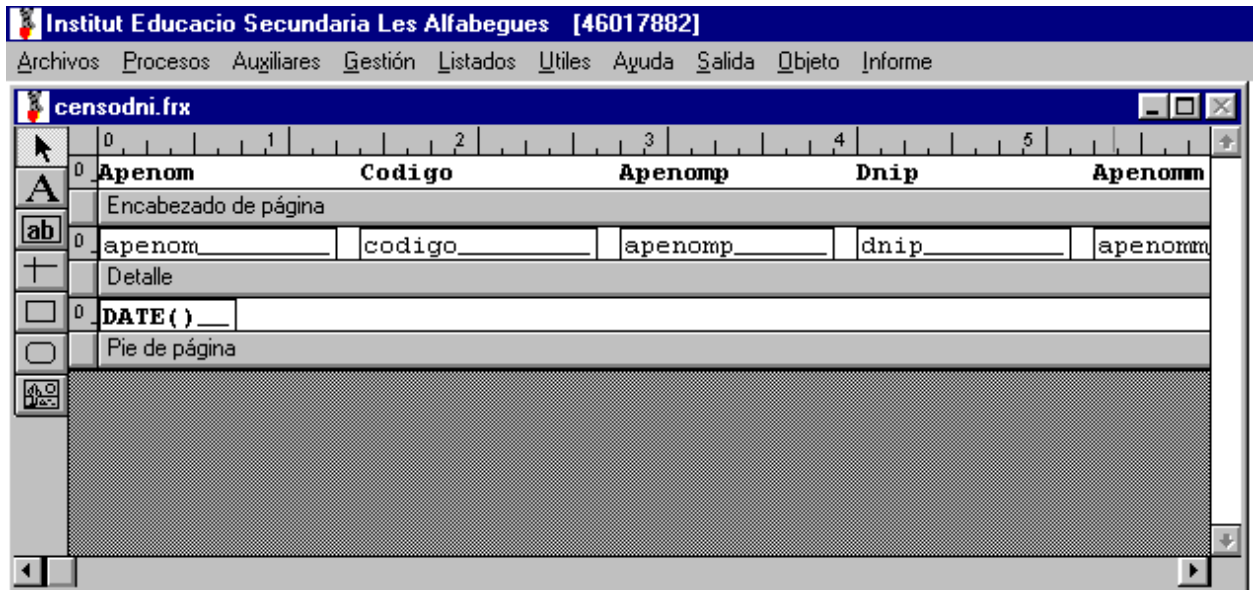 Institut Educacio Secundaria Les Alfabegues [46017882]
Archivos Procesos Auxiliares Gestión Listados Utiles Ayuda Salida Objeto Informe
censodni.frx
0 1 2 3 4 5
0 Apenom Codigo Apenomp Dnip Apenomm
A Encabezado de página
ab 0 apenom codigo apenomp dnip apenomm
Detalle
0 DATE()
Pie de página